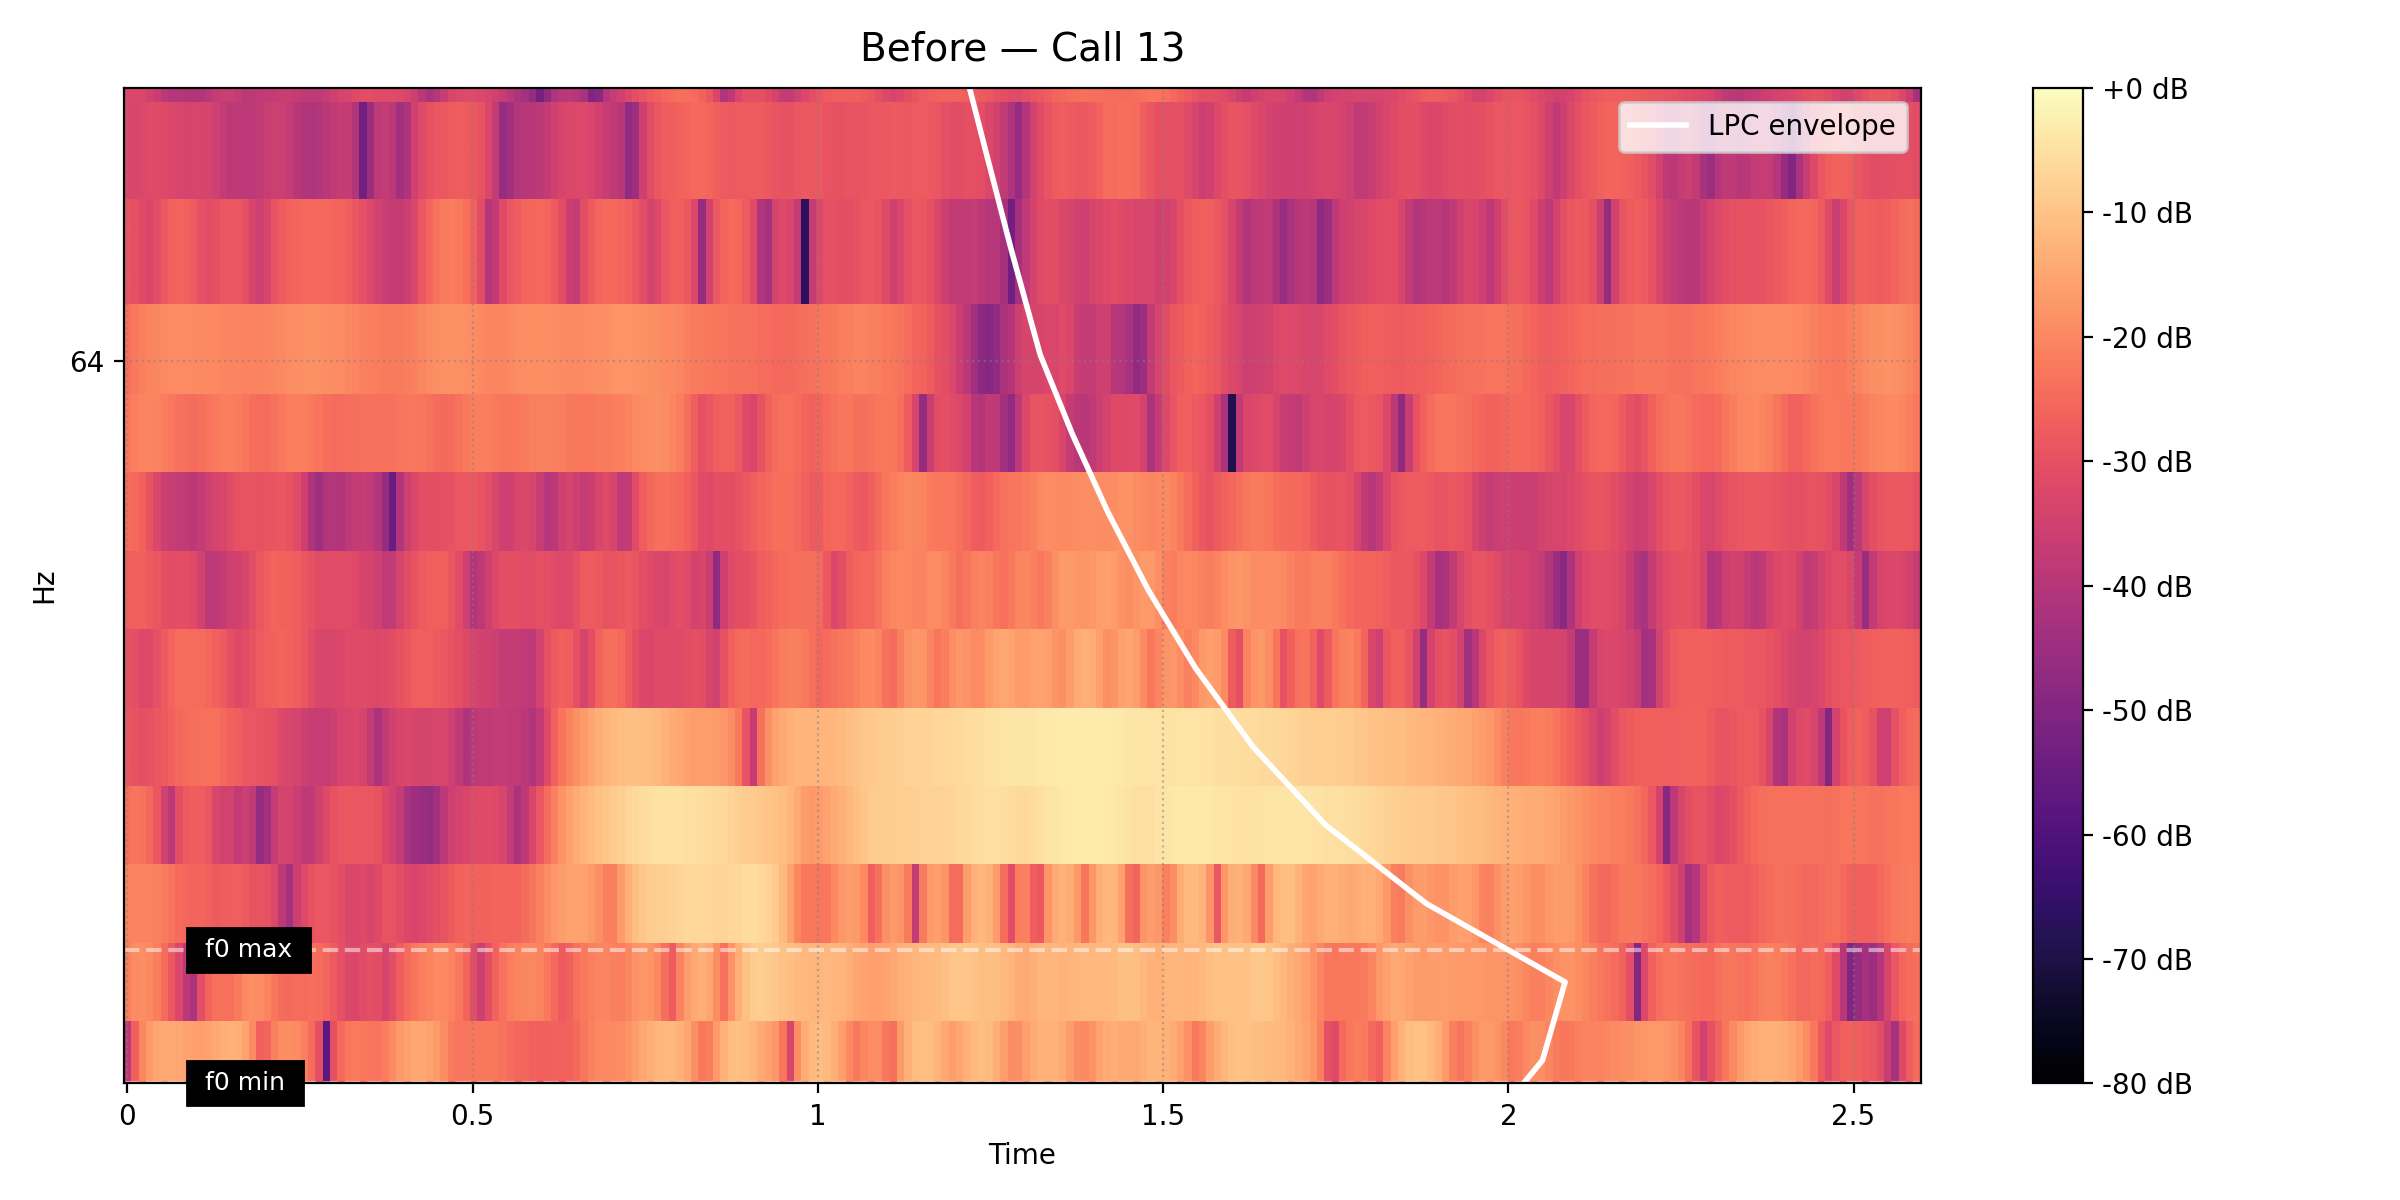 Before — Call 13
LPC envelope
+0 dB
-10 dB
-20 dB
-30 dB
-40 dB
-50 dB
-60 dB
-70 dB
-80 dB
64
Hz
f0 max
f0 min
0 0.5 1 1.5 2 2.5
Time